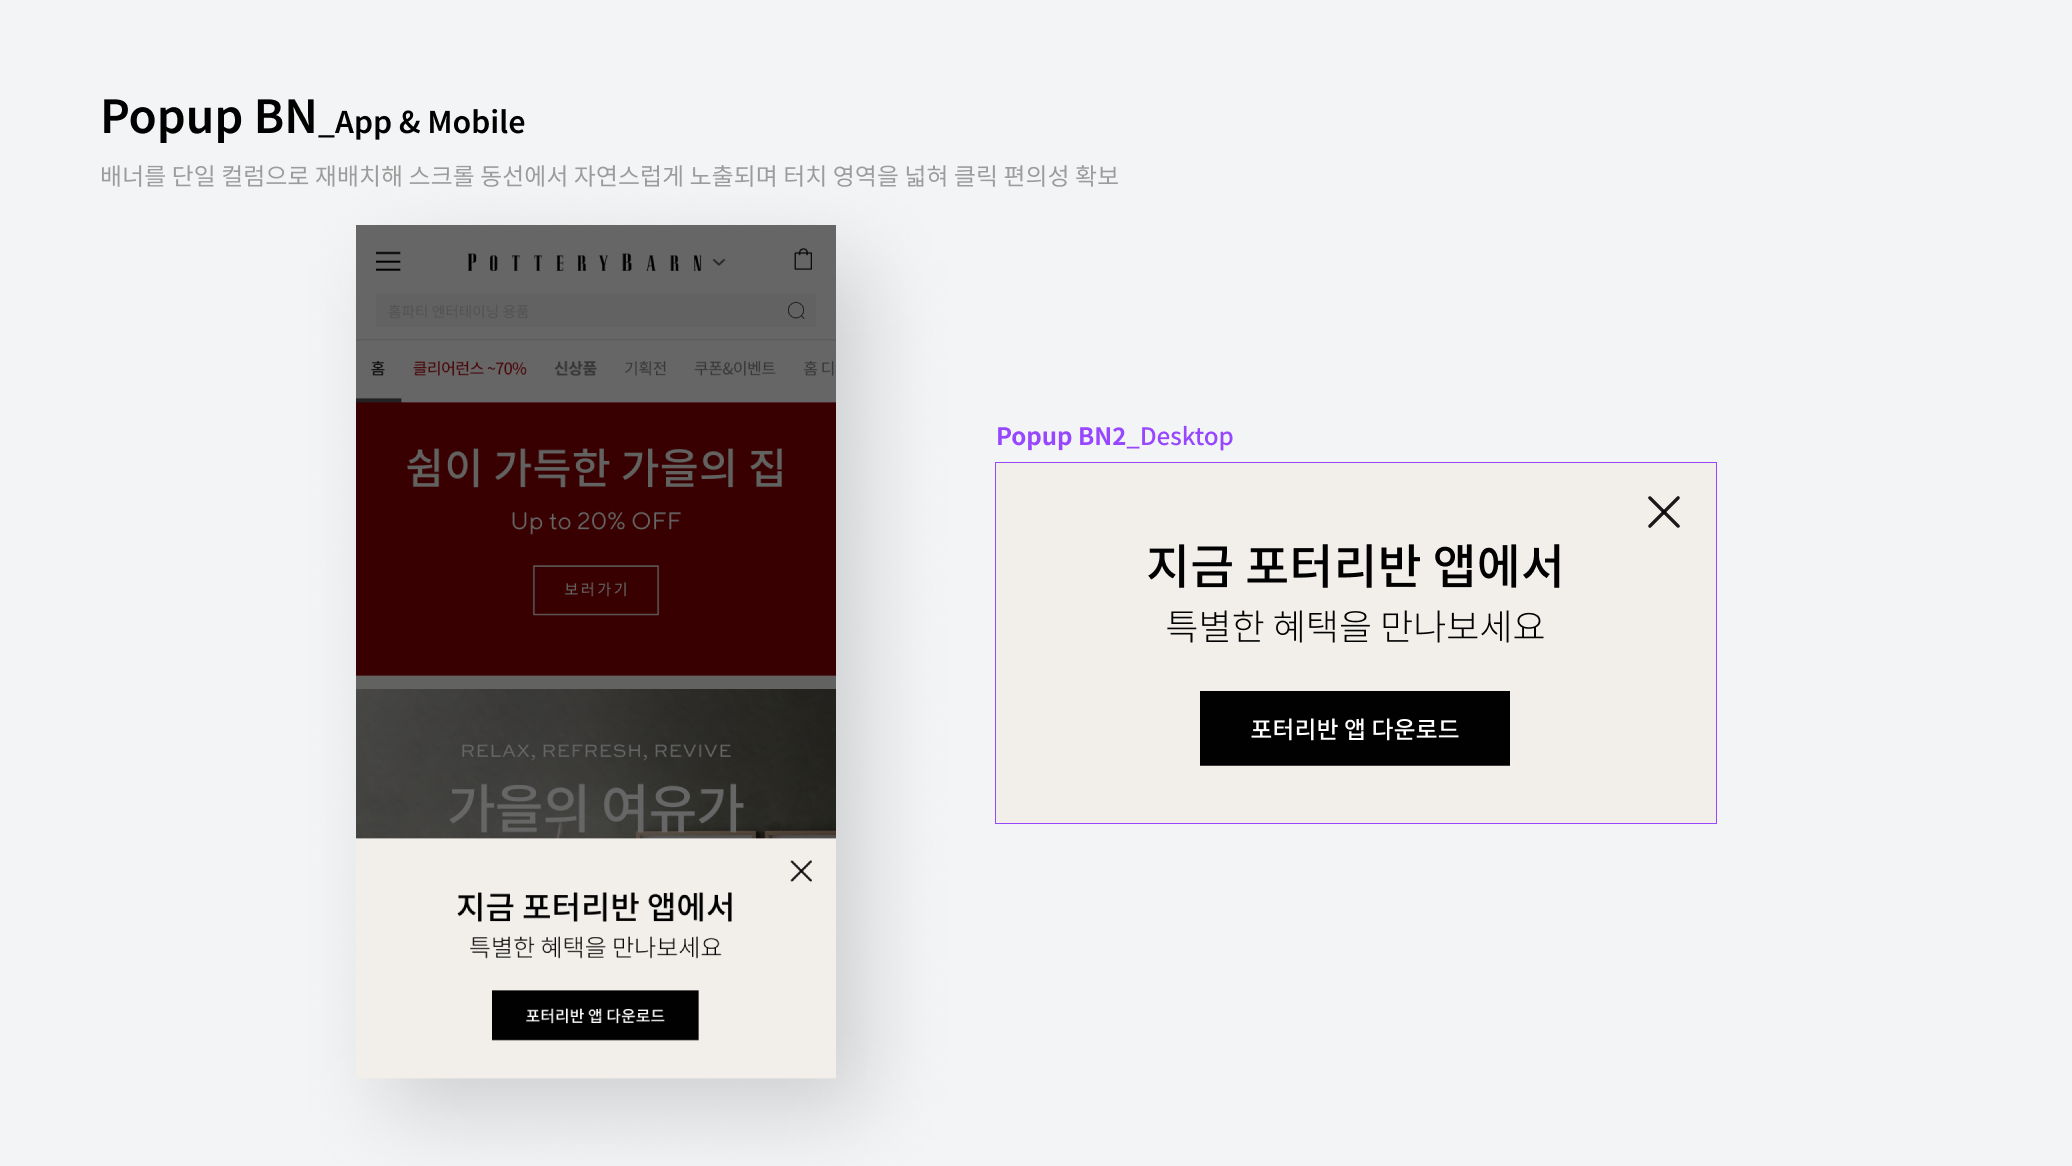 Popup BN_App & Mobile
배너를 단일 컬럼으로 재배치해 스크롤 동선에서 자연스럽게 노출되며 터치 영역을 넓혀 클릭 편의성 확보
POTTERYBARN
홈파티 엔터테이닝 용품
홈 클리어런스 ~70% 신상품 기획전 쿠폰&이벤트 홈 디
쉼이 가득한 가을의 집
Up to 20% OFF
보러가기
RELAX, REFRESH, REVIVE
가을의 여유가
지금 포터리반 앱에서
특별한 혜택을 만나보세요
포터리반 앱 다운로드
Popup BN2_Desktop
지금 포터리반 앱에서
특별한 혜택을 만나보세요
포터리반 앱 다운로드